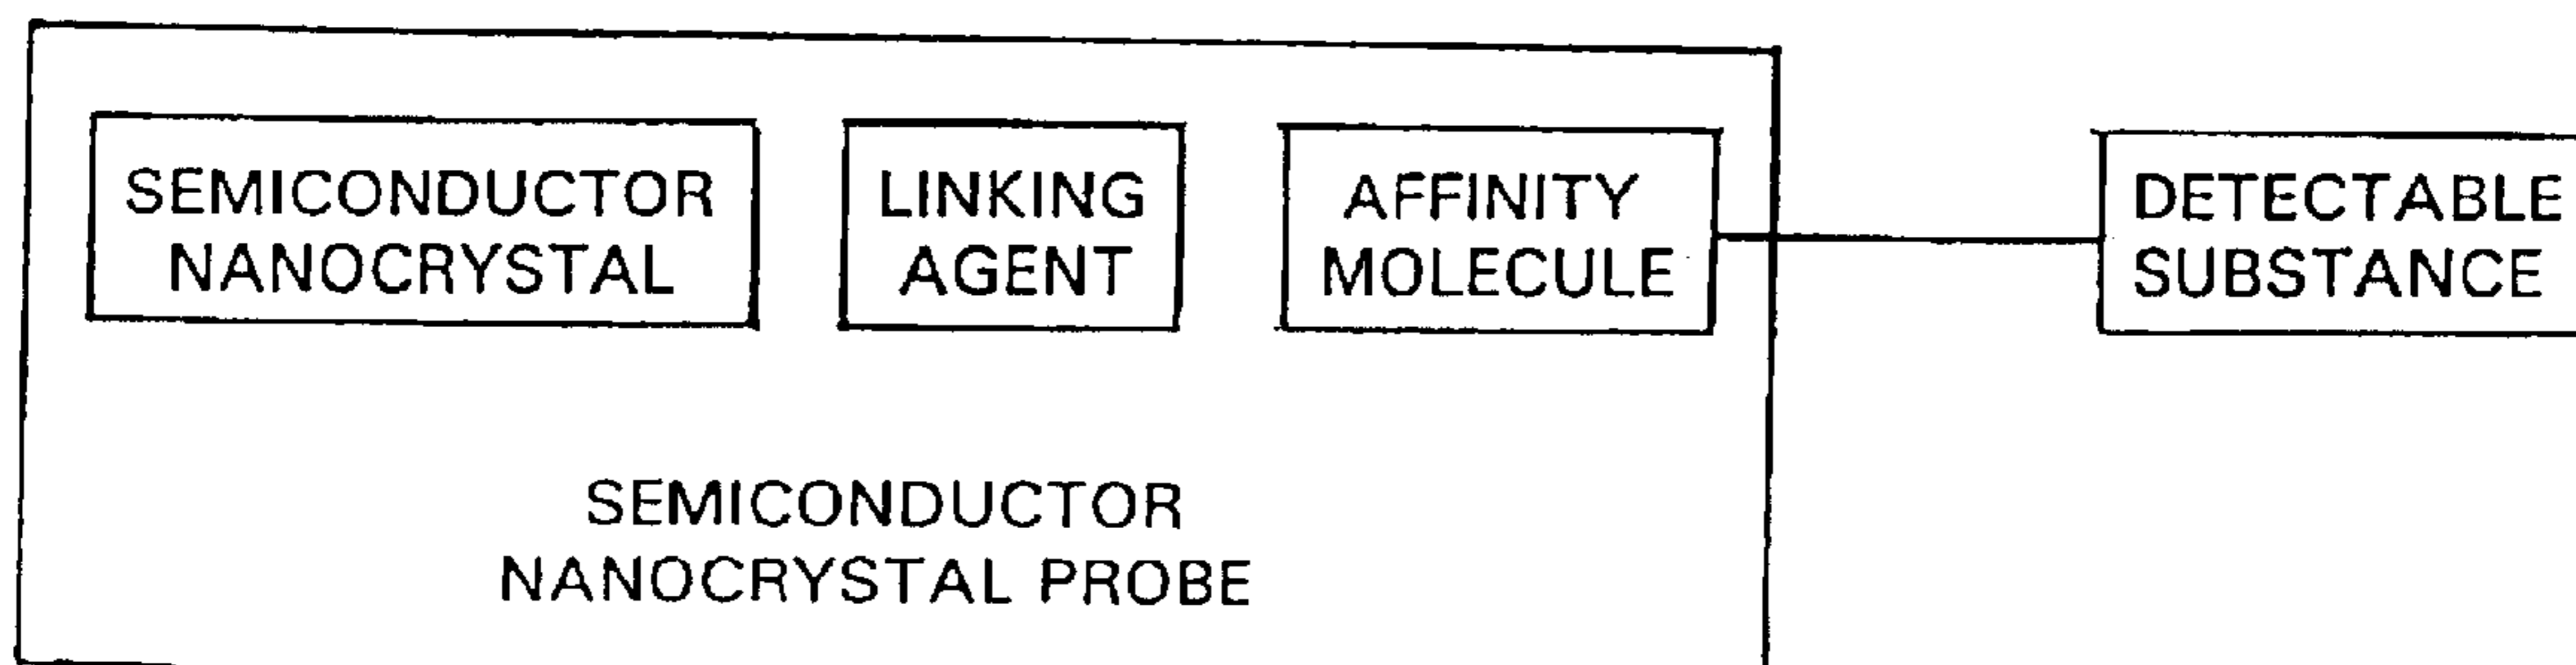 SEMICONDUCTOR
NANOCRYSTAL
LINKING
AGENT
AFFINITY
MOLECULE
DETECTABLE
SUBSTANCE
SEMICONDUCTOR
NANOCRYSTAL PROBE